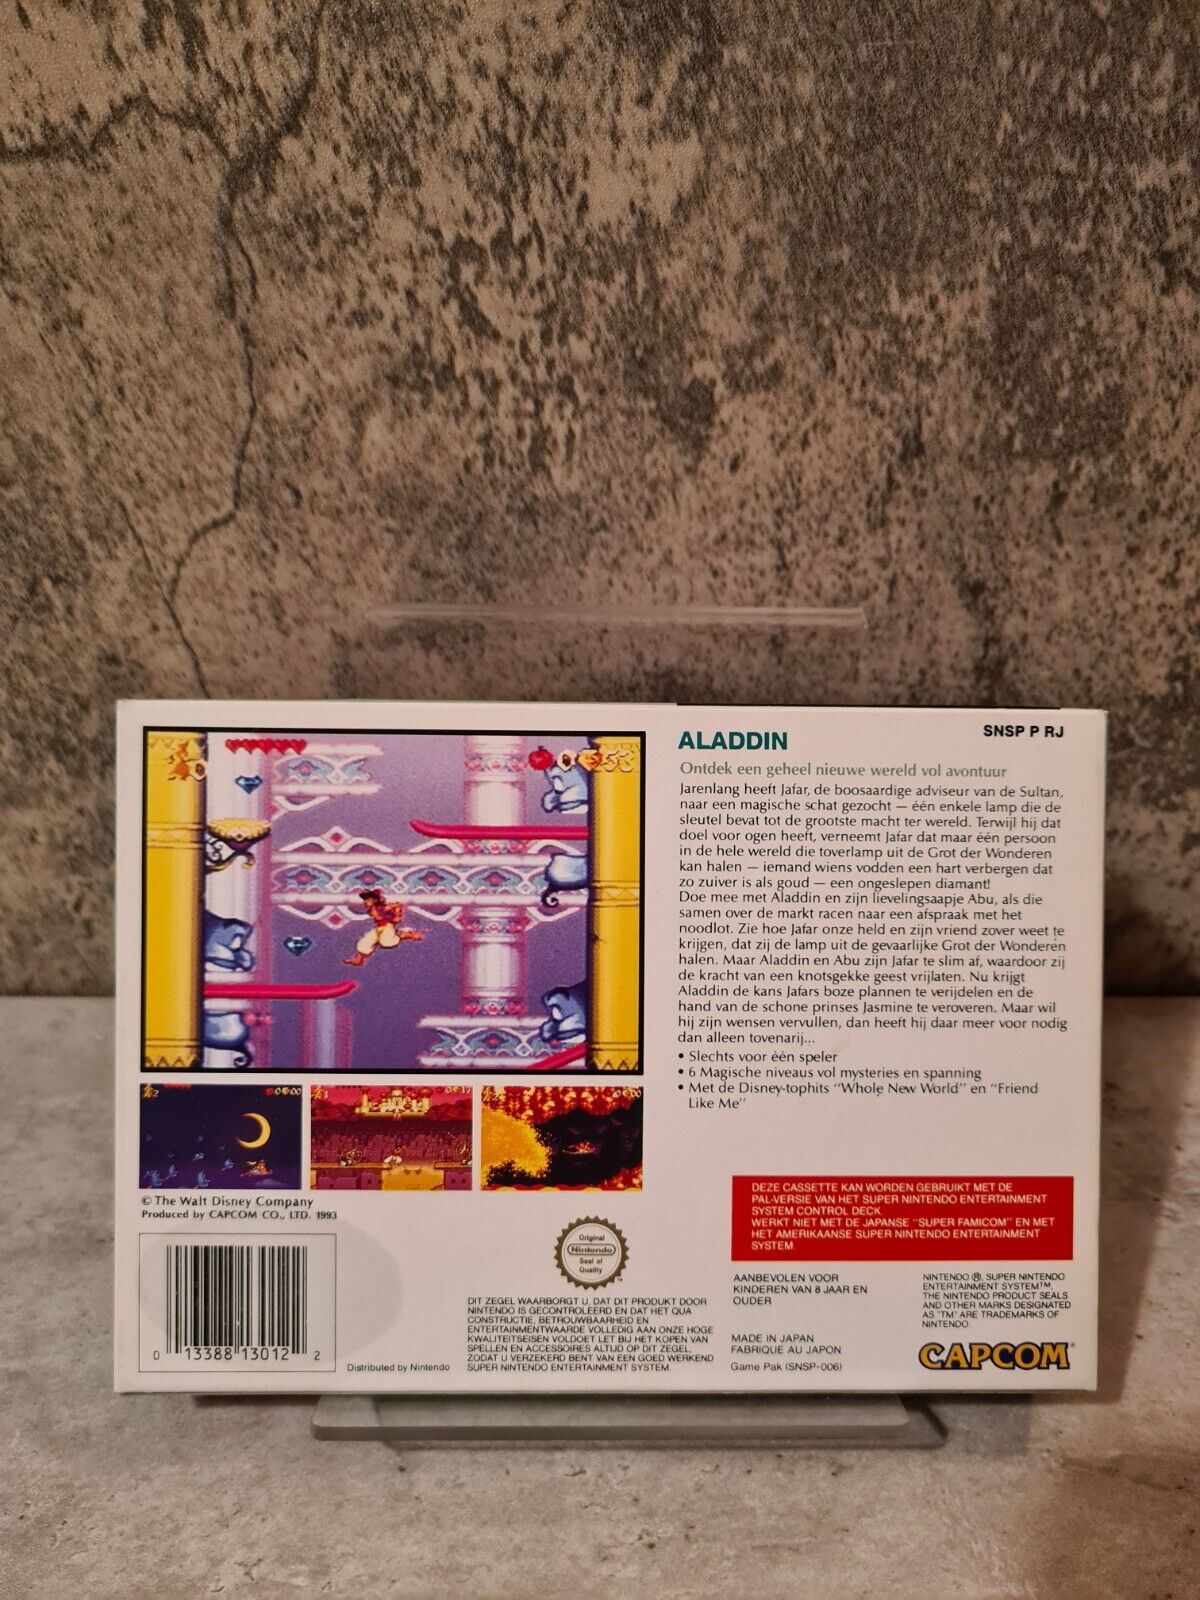 ALADDIN
SNSP P RJ
Ontdek een geheel nieuwe wereld vol avontuur
Jarenlang heeft Jafar, de boosaardige adviseur van de Sultan,
naar een magische schat gezocht — één enkele lamp die de
sleutel bevat tot de grootste macht ter wereld. Terwijl hij dat
doel voor ogen heeft, verneemt Jafar dat maar één persoon
in de hele wereld die toverlamp uit de Grot der Wonderen
kan halen — iemand wiens vodden een hart verbergen dat
zo zuiver is als goud — een ongeslepen diamant!
Doe mee met Aladdin en zijn lievelingsaapje Abu, als die
samen over de markt racen naar een afspraak met het
noodlot. Zie hoe Jafar onze held en zijn vriend zover weet te
krijgen, dat zij de lamp uit de gevaarlijke Grot der Wonderen
halen. Maar Aladdin en Abu zijn Jafar te slim af, waardoor zij
de kracht van een knotsgekke geest vrijlaten. Nu krijgt
Aladdin de kans Jafars boze plannen te verijdelen en de
hand van de schone prinses Jasmine te veroveren. Maar wil
hij zijn wensen vervullen, dan heeft hij daar meer voor nodig
dan alleen tovenarij...
• Slechts voor één speler
• 6 Magische niveaus vol mysteries en spanning
• Met de Disney-tophits "Whole New World" en "Friend
Like Me"
© The Walt Disney Company
Produced by CAPCOM CO., LTD. 1993
0 13388 13012 2
Distributed by Nintendo
Original
Nintendo
Seal of
Quality
TM
DIT ZEGEL WAARBORGT U, DAT DIT PRODUKT DOOR
NINTENDO IS GECONTROLEERD EN DAT HET QUA
CONSTRUCTIE, BETROUWBAARHEID EN
ENTERTAINMENTWAARDE VOLLEDIG AAN ONZE HOGE
KWALITEITSEISEN VOLDOET LET BIJ HET KOPEN VAN
SPELLEN EN ACCESSOIRES ALTIJD OP DIT ZEGEL,
ZODAT U VERZEKERD BENT VAN EEN GOED WERKEND
SUPER NINTENDO ENTERTAINMENT SYSTEM.
DEZE CASSETTE KAN WORDEN GEBRUIKT MET DE
PAL-VERSIE VAN HET SUPER NINTENDO ENTERTAINMENT
SYSTEM CONTROL DECK.
WERKT NIET MET DE JAPANSE "SUPER FAMICOM" EN MET
HET AMERIKAANSE SUPER NINTENDO ENTERTAINMENT
SYSTEM
AANBEVOLEN VOOR
KINDEREN VAN 8 JAAR EN
OUDER
MADE IN JAPAN
FABRIQUE AU JAPON
Game Pak (SNSP-006)
NINTENDO ®, SUPER NINTENDO
ENTERTAINMENT SYSTEM™,
THE NINTENDO PRODUCT SEALS
AND OTHER MARKS DESIGNATED
AS "TM" ARE TRADEMARKS OF
NINTENDO.
CAPCOM®